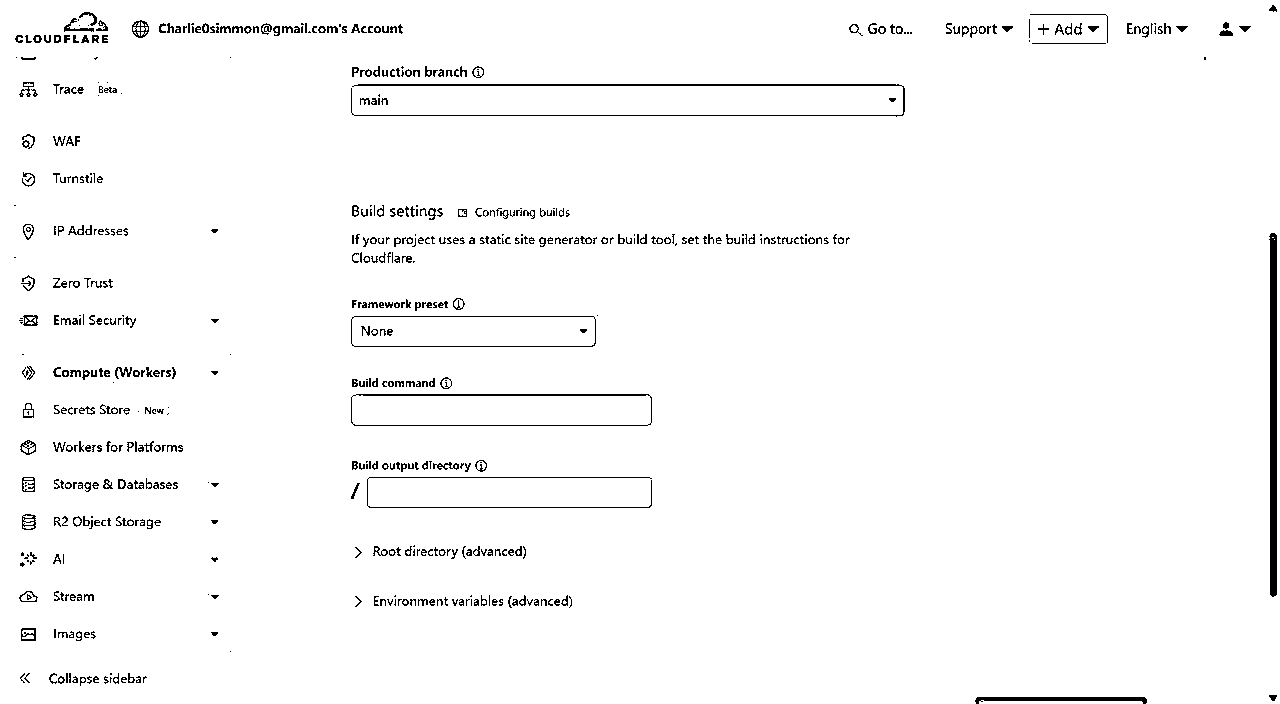 CLOUDFLARE
Charlie0simmon@gmail.com's Account
Go to...
Support
+ Add
English
Trace Beta
WAF
Turnstile
IP Addresses
Zero Trust
Email Security
Compute (Workers)
Secrets Store New
Workers for Platforms
Storage & Databases
R2 Object Storage
AI
Stream
Images
Collapse sidebar
Production branch
main
Build settings Configuring builds
If your project uses a static site generator or build tool, set the build instructions for
Cloudflare.
Framework preset
None
Build command
Build output directory
/
Root directory (advanced)
Environment variables (advanced)